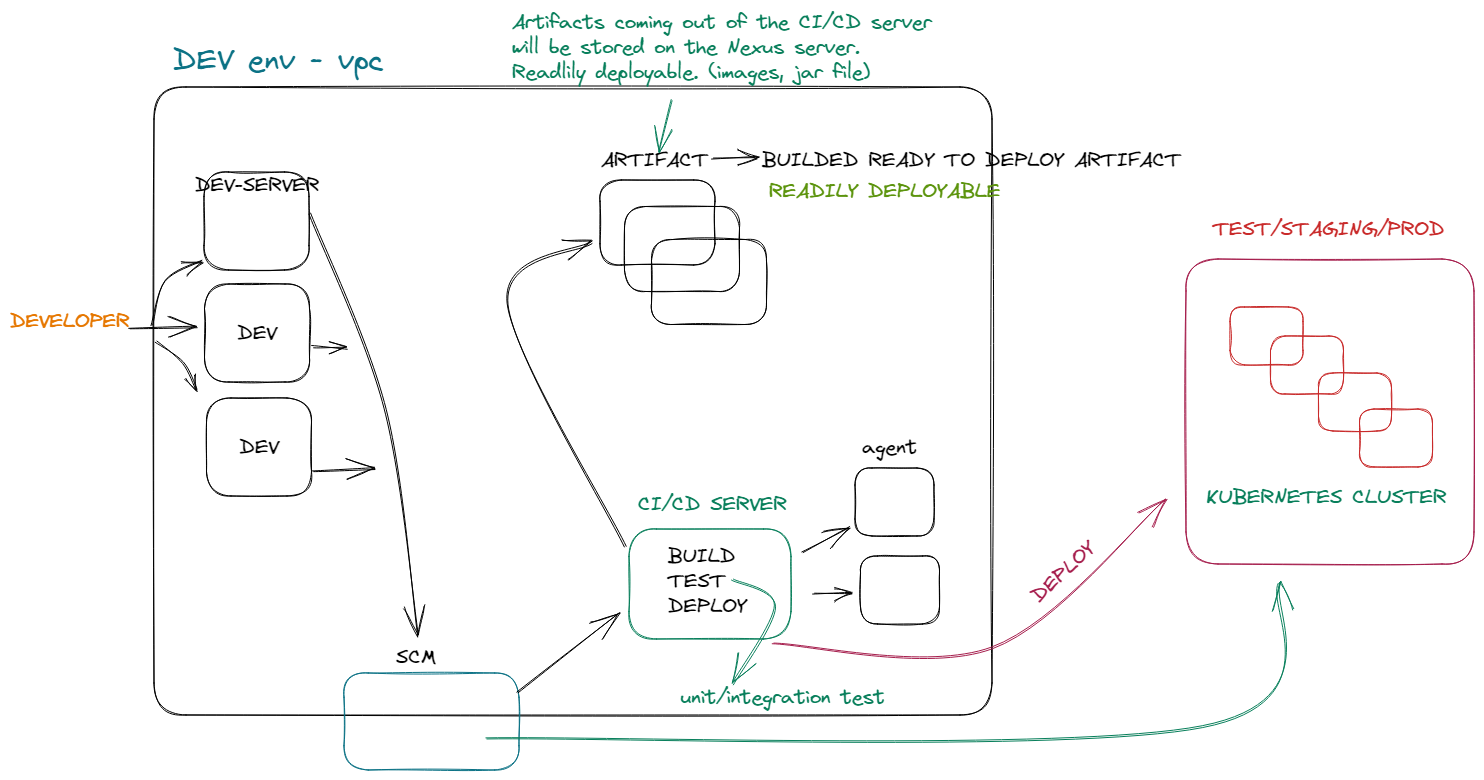 Artifacts coming out of the CI/CD server
will be stored on the Nexus server.
Readlily deployable. (images, jar file)
DEV env - vpc
ARTIFACT
BUILDED READY TO DEPLOY ARTIFACT
READILY DEPLOYABLE
DEV-SERVER
TEST/STAGING/PROD
DEVELOPER
DEV
DEV
agent
KUBERNETES CLUSTER
CI/CD SERVER
BUILD
TEST
DEPLOY
DEPLOY
SCM
unit/integration test